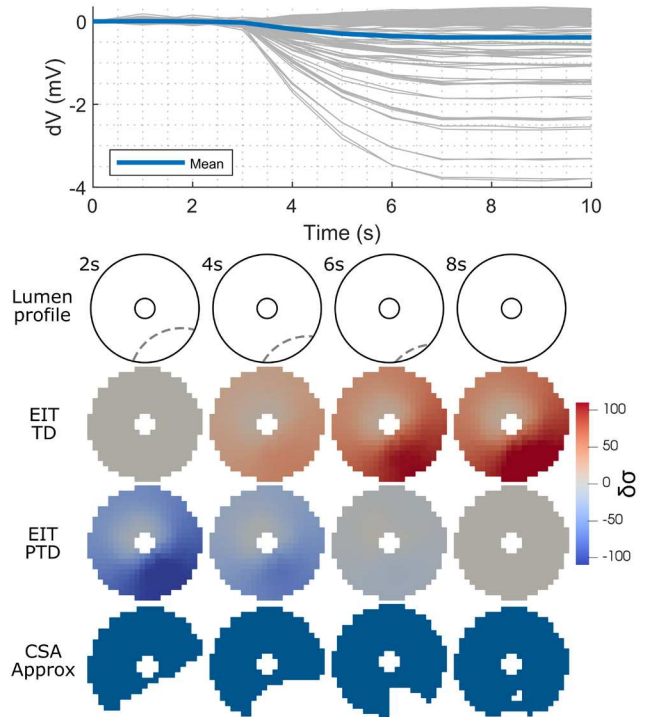 0
-2
-4
dV (mV)
Mean
0 2 4 6 8 10
Time (s)
2s 4s 6s 8s
Lumen
profile
EIT
TD
EIT
PTD
CSA
Approx
100
50
0
-50
-100
δσ